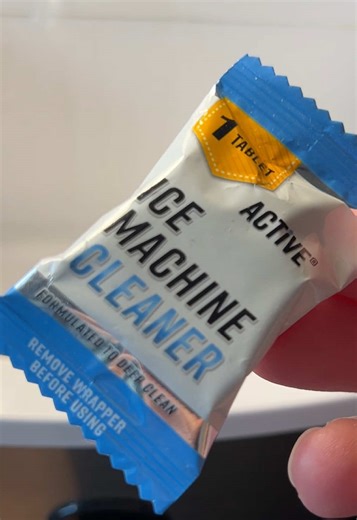 1
TABLET
ACTIVE®
ICE
MACHINE
CLEANER
FORMULATED TO DEEP CLEAN
REMOVE WRAPPER
BEFORE USING